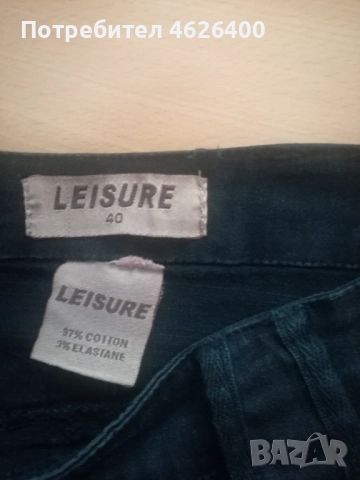 Потребител 4626400
LEISURE
40
LEISURE
97% COTTON
3% ELASTANE
BAZAR